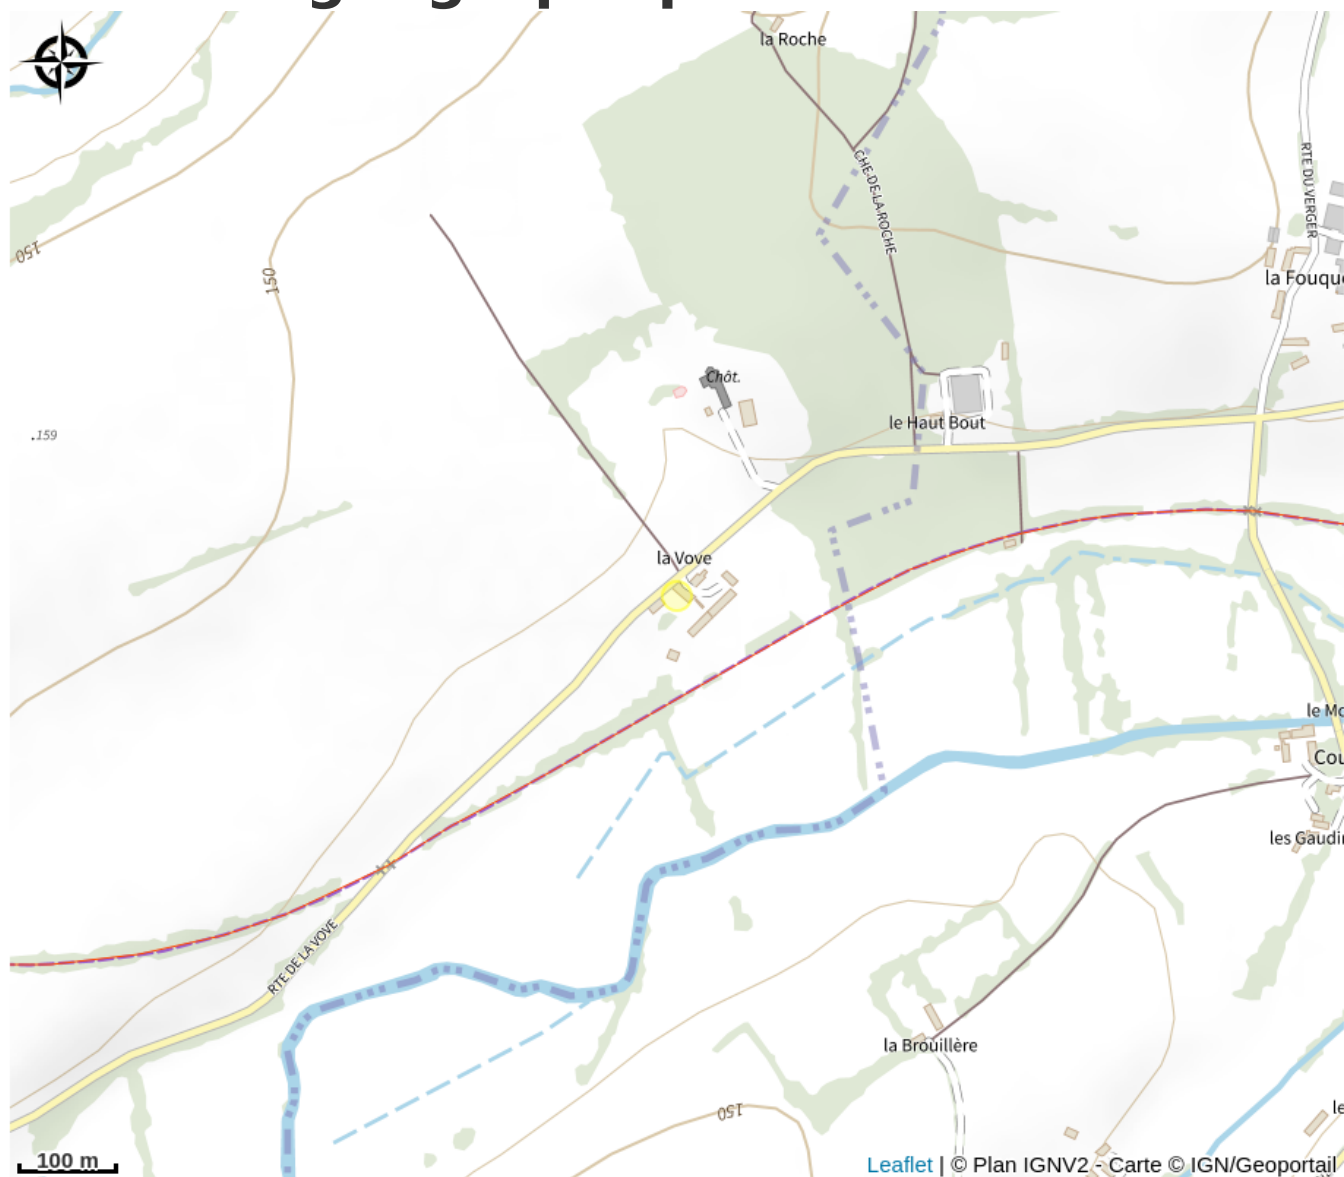 la Roche
CHE DE LA ROCHE
RTE DU VERGER
150
150
la Fouqu
Chôt.
le Haut Bout
.159
la Vove
le Mo
Cou
les Gaudi
RTE DE LA VOVE
la Brouillère
150
le
100 m
Leaflet | © Plan IGNV2 - Carte © IGN/Geoportail